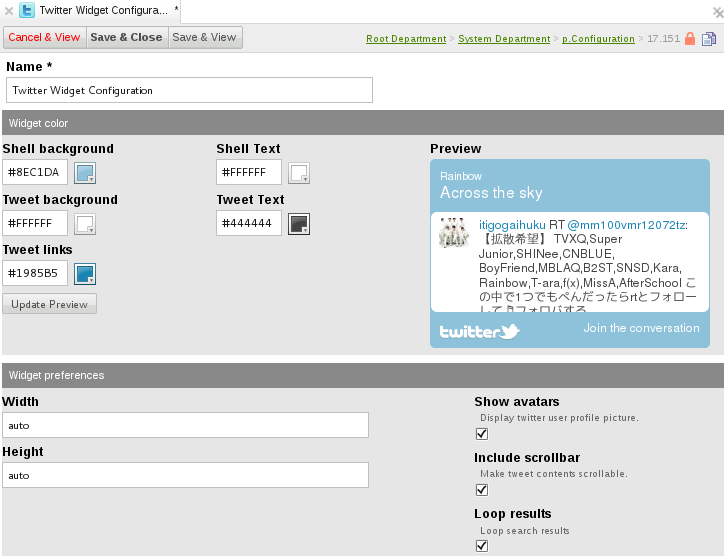 Twitter Widget Configura... *
Cancel & View Save & Close Save & View
Root Department > System Department > p.Configuration > 17.151
Name *
Twitter Widget Configuration
Widget color
Shell background Shell Text Preview
#8EC1DA #FFFFFF
Tweet background Tweet Text
#FFFFFF #444444
Tweet links
#1985B5
Update Preview
Rainbow
Across the sky
itigogaihuku RT @mm100vmr12072tz:
【拡散希望】 TVXQ,Super
Junior,SHINee,CNBLUE,
BoyFriend,MBLAQ,B2ST,SNSD,Kara,
Rainbow,T-ara,f(x),MissA,AfterSchool こ
の中で1つでもぺんだったらrtとフォロー
twitter Join the conversation
Widget preferences
Width
auto
Height
auto
Show avatars
Display twitter user profile picture.
Include scrollbar
Make tweet contents scrollable.
Loop results
Loop search results